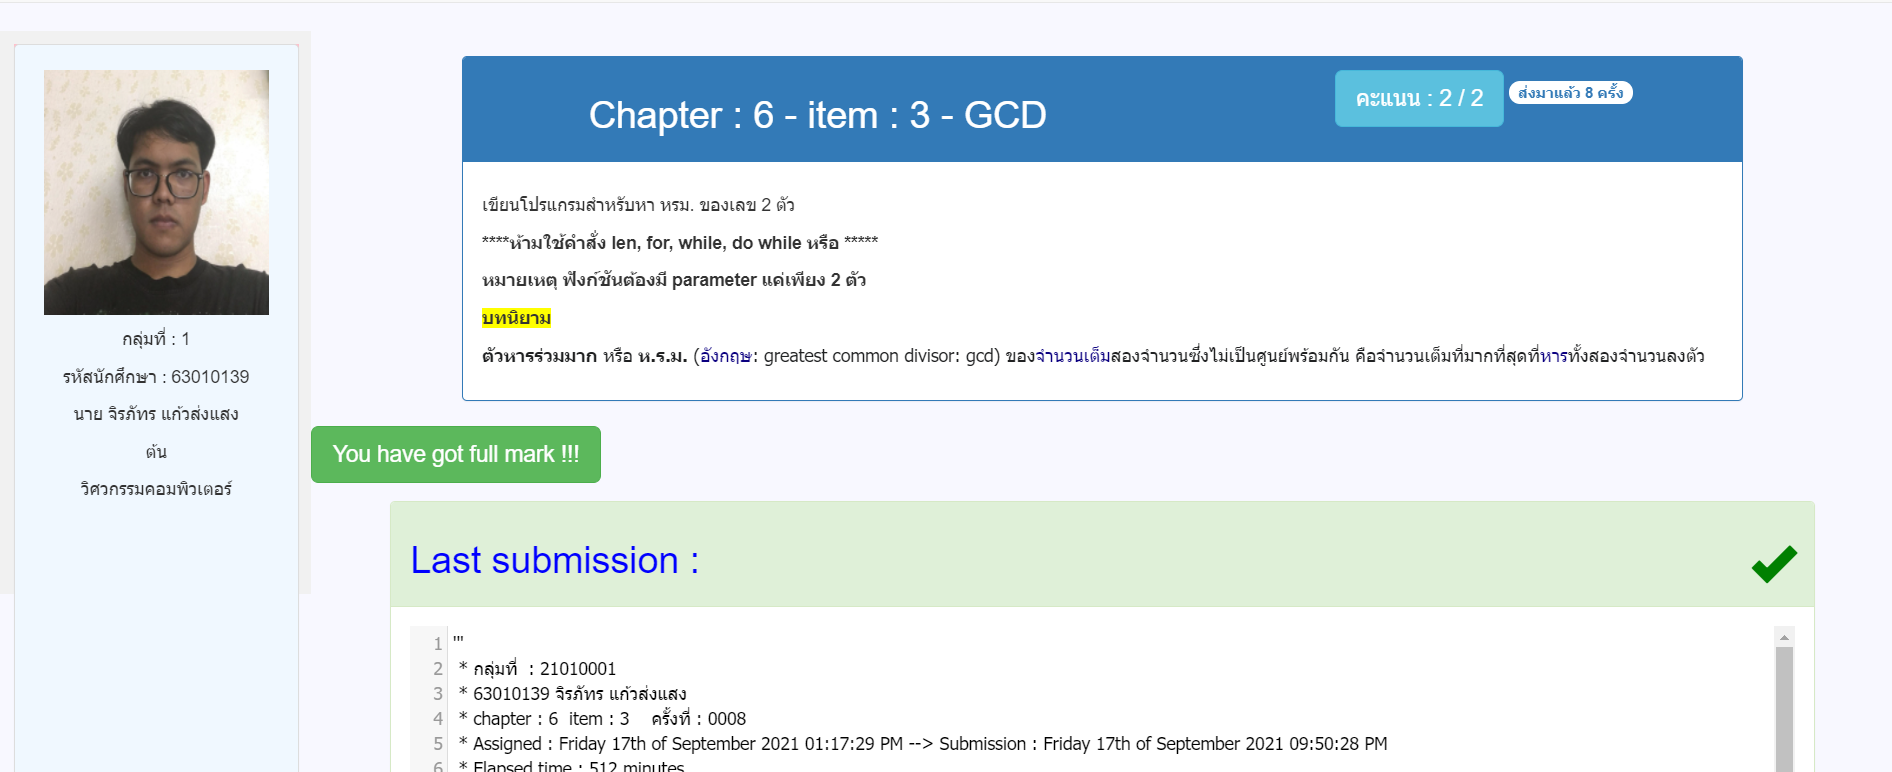 กลุ่มที่ : 1
รหัสนักศึกษา : 63010139
นาย จิรภัทร แก้วส่งแสง
ต้น
วิศวกรรมคอมพิวเตอร์
Chapter : 6 - item : 3 - GCD
คะแนน : 2 / 2
ส่งมาแล้ว 8 ครั้ง
เขียนโปรแกรมสำหรับหา หรม. ของเลข 2 ตัว
****ห้ามใช้คำสั่ง len, for, while, do while หรือ *****
หมายเหตุ ฟังก์ชันต้องมี parameter แค่เพียง 2 ตัว
บทนิยาม
ตัวหารร่วมมาก หรือ ห.ร.ม. (อังกฤษ: greatest common divisor: gcd) ของจำนวนเต็มสองจำนวนซึ่งไม่เป็นศูนย์พร้อมกัน คือจำนวนเต็มที่มากที่สุดที่หารทั้งสองจำนวนลงตัว
You have got full mark !!!
Last submission :
1 '''
2 * กลุ่มที่ : 21010001
3 * 63010139 จิรภัทร แก้วส่งแสง
4 * chapter : 6 item : 3 ครั้งที่ : 0008
5 * Assigned : Friday 17th of September 2021 01:17:29 PM --> Submission : Friday 17th of September 2021 09:50:28 PM
6 * Elapsed time : 512 minutes.